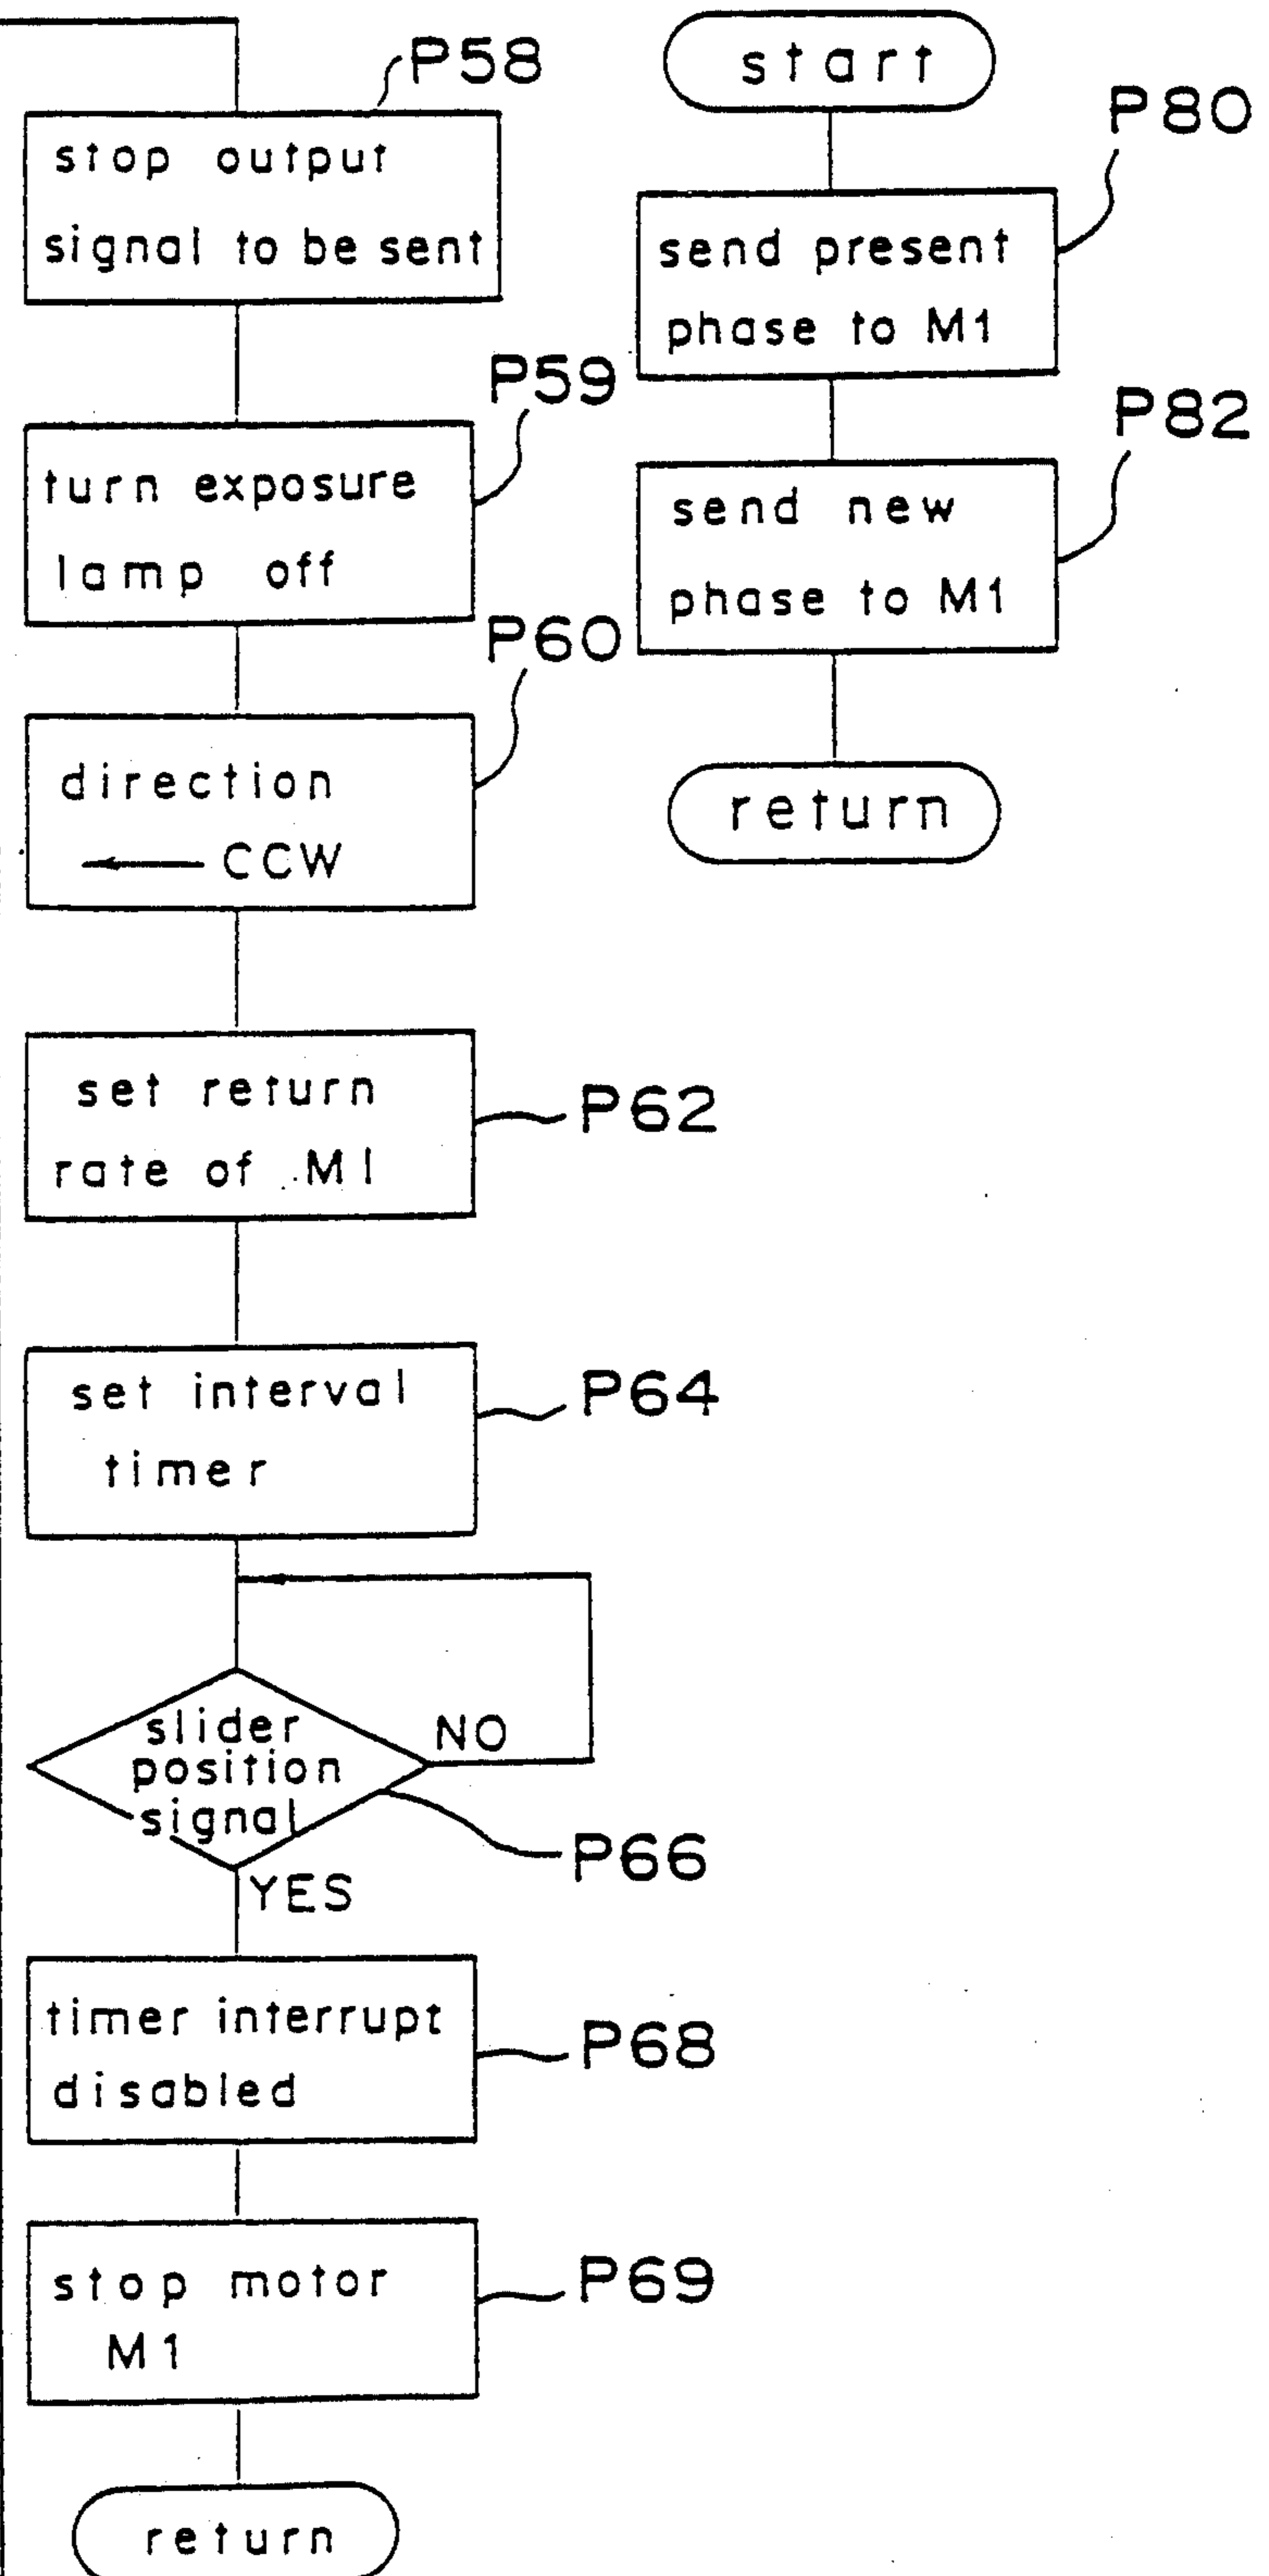 P58
stop output
signal to be sent
P59
turn exposure
lamp off
P60
direction
← CCW
set return
rate of M1
P62
set interval
timer
P64
slider
position
signal
NO
P66
YES
timer interrupt
disabled
P68
stop motor
M1
P69
return
start
P80
send present
phase to M1
P82
send new
phase to M1
return